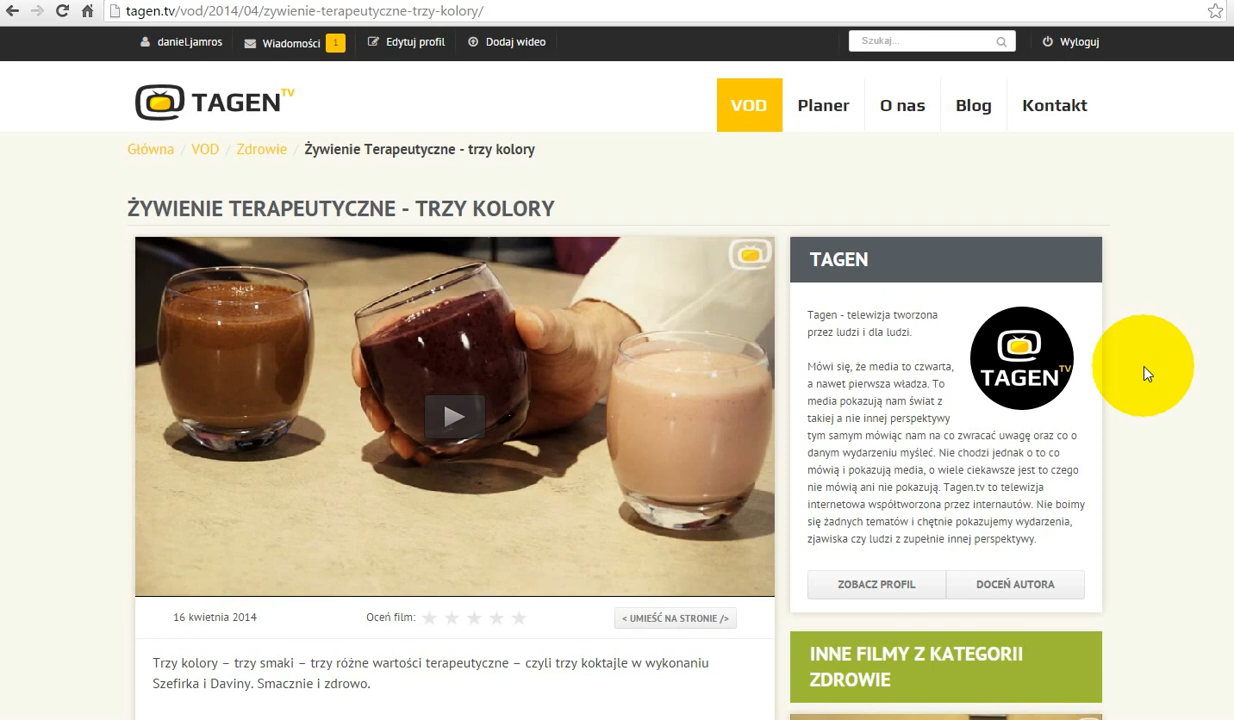 tagen.tv/vod/2014/04/zywienie-terapeutyczne-trzy-kolory/
daniel.jamros
Wiadomości 1
Edytuj profil
Dodaj wideo
Szukaj...
Wyloguj
TAGEN TV
VOD
Planer
O nas
Blog
Kontakt
Główna / VOD / Zdrowie / Żywienie Terapeutyczne - trzy kolory
ŻYWIENIE TERAPEUTYCZNE - TRZY KOLORY
16 kwietnia 2014
Oceń film:
< UMIEŚĆ NA STRONIE />
Trzy kolory – trzy smaki – trzy różne wartości terapeutyczne – czyli trzy koktajle w wykonaniu
Szefirka i Daviny. Smacznie i zdrowo.
TAGEN
Tagen - telewizja tworzona
przez ludzi i dla ludzi.
TAGEN TV
Mówi się, że media to czwarta,
a nawet pierwsza władza. To
media pokazują nam świat z
takiej a nie innej perspektywy
tym samym mówiąc nam na co zwracać uwagę oraz co o
danym wydarzeniu myśleć. Nie chodzi jednak o to co
mówią i pokazują media, o wiele ciekawsze jest to czego
nie mówią ani nie pokazują. Tagen.tv to telewizja
internetowa współtworzona przez internautów. Nie boimy
się żadnych tematów i chętnie pokazujemy wydarzenia,
zjawiska czy ludzi z zupełnie innej perspektywy.
ZOBACZ PROFIL
DOCEŃ AUTORA
INNE FILMY Z KATEGORII
ZDROWIE